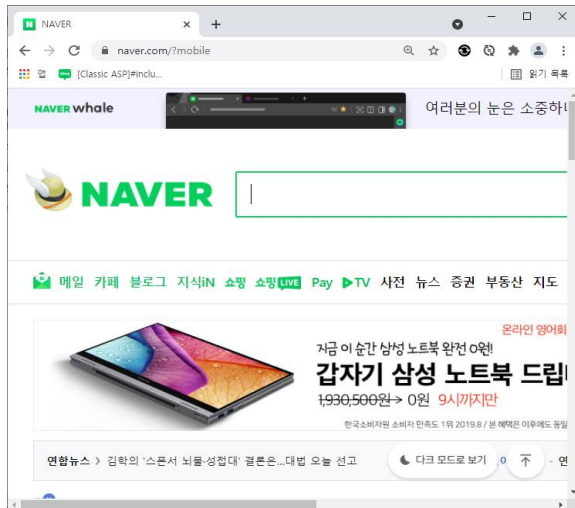 NAVER
naver.com/?mobile
앱 [Classic ASP]#inclu... 읽기 목록
NAVER whale 여러분의 눈은 소중하니
NAVER
메일 카페 블로그 지식iN 쇼핑 쇼핑LIVE Pay TV 사전 뉴스 증권 부동산 지도
온라인 영어회
지금 이 순간 삼성 노트북 완전 0원!
갑자기 삼성 노트북 드립
1,930,500원→ 0원 9시까지만
한국소비자원 소비자 만족도 1위 2019.8 / 본 혜택은 이후에도 동일
연합뉴스 > 김학의 '스폰서 뇌물·성접대' 결론은...대법 오늘 선고 다크 모드로 보기